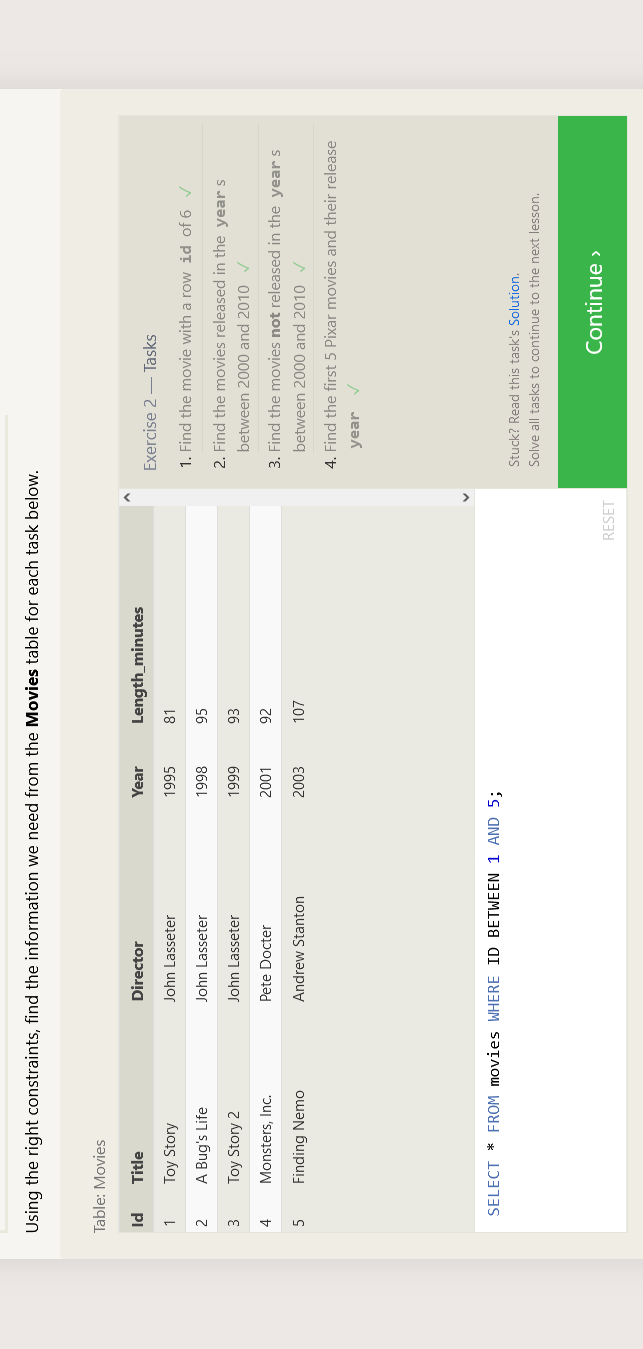 Using the right constraints, find the information we need from the Movies table for each task below.
Table: Movies
Id Title Director Year Length_minutes
1 Toy Story John Lasseter 1995 81
2 A Bug's Life John Lasseter 1998 95
3 Toy Story 2 John Lasseter 1999 93
4 Monsters, Inc. Pete Docter 2001 92
5 Finding Nemo Andrew Stanton 2003 107
SELECT * FROM movies WHERE ID BETWEEN 1 AND 5;
RESET
Exercise 2 — Tasks
1. Find the movie with a row id of 6 ✓
2. Find the movies released in the year s
between 2000 and 2010 ✓
3. Find the movies not released in the year s
between 2000 and 2010 ✓
4. Find the first 5 Pixar movies and their release
year ✓
Stuck? Read this task's Solution.
Solve all tasks to continue to the next lesson.
Continue ›